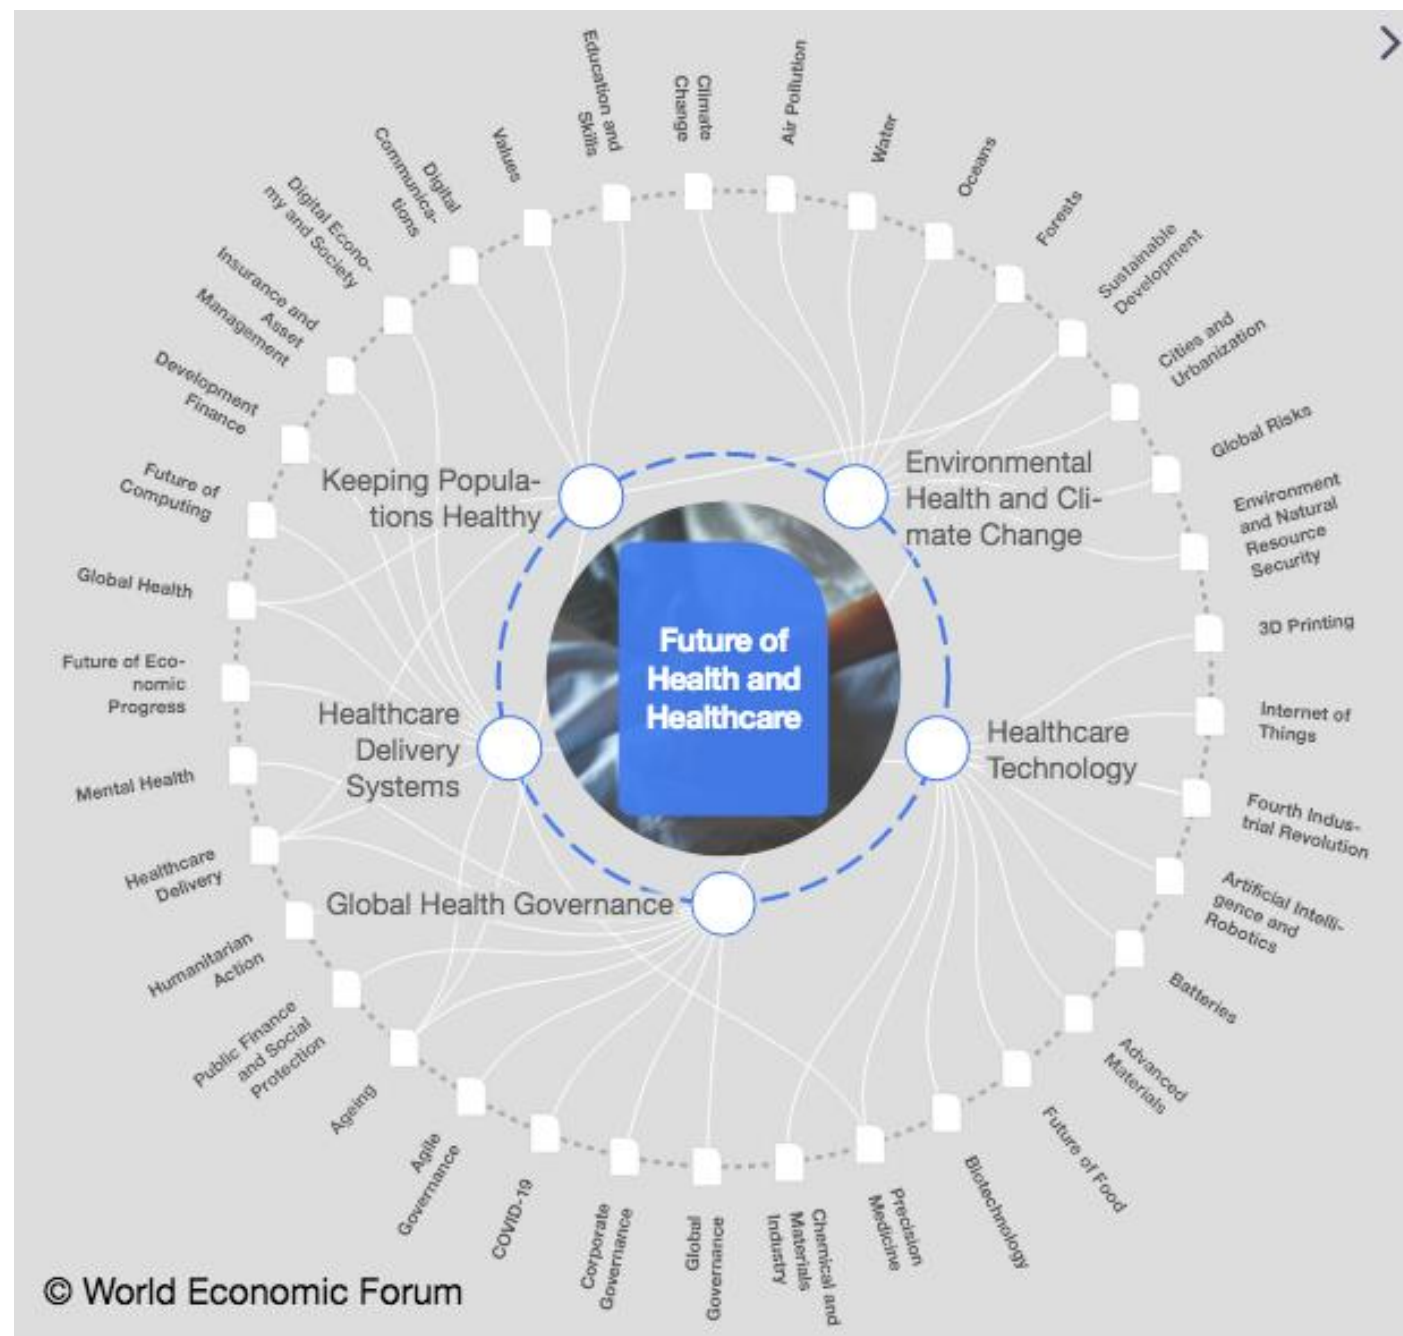 Future of
Health and
Healthcare
Keeping Popula-
tions Healthy
Environmental
Health and Cli-
mate Change
Healthcare
Delivery
Systems
Healthcare
Technology
Global Health Governance
Climate
Change
Air Pollution
Water
Oceans
Forests
Sustainable
Development
Cities and
Urbanization
Global Risks
Environment
and Natural
Resource
Security
3D Printing
Internet of
Things
Fourth Indus-
trial Revolution
Artificial Intelli-
gence and
Robotics
Batteries
Advanced
Materials
Future of Food
Biotechnology
Precision
Medicine
Chemical and
Materials
Industry
Global
Governance
Corporate
Governance
COVID-19
Agile
Governance
Ageing
Public Finance
and Social
Protection
Humanitarian
Action
Healthcare
Delivery
Mental Health
Future of Eco-
nomic
Progress
Global Health
Future of
Computing
Development
Finance
Insurance and
Asset
Management
Digital Econo-
my and Society
Digital
Communica-
tions
Values
Education and
Skills
© World Economic Forum